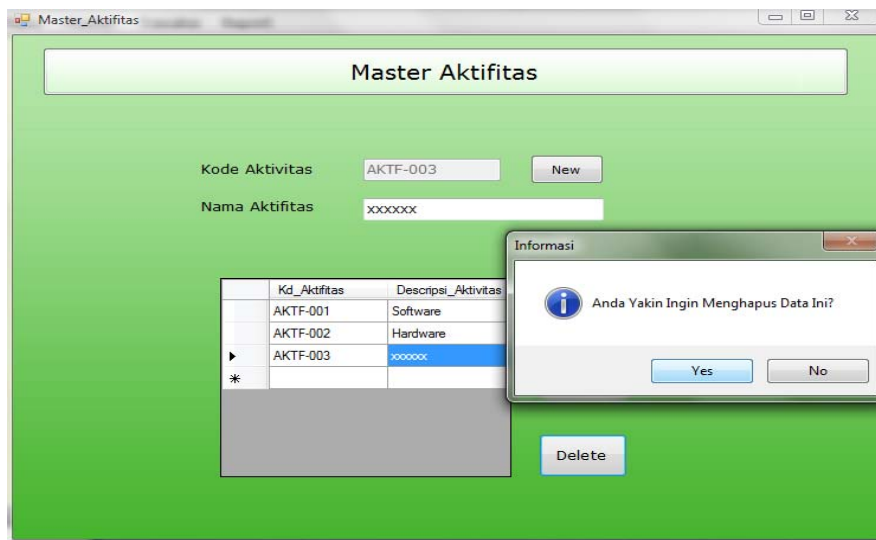 Master_Aktifitas
Master Aktifitas
Kode Aktivitas AKTF-003 New
Nama Aktifitas xxxxxx
Informasi
Anda Yakin Ingin Menghapus Data Ini?
Yes No
Kd_Aktifitas Descripsi_Aktivitas
AKTF-001 Software
AKTF-002 Hardware
AKTF-003 xxxxxx
Delete